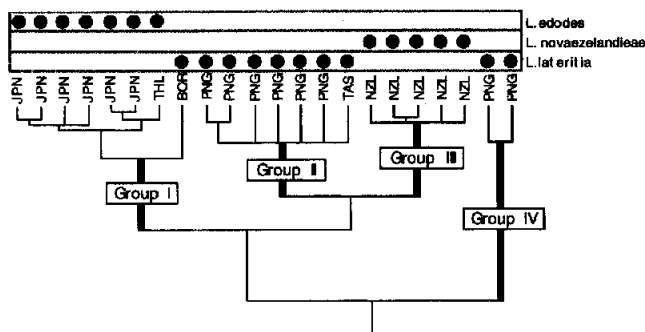 L. edodes
L. novaezelandieae
L. lateritia
JPN JPN JPN JPN JPN JPN THL BOR PNG PNG PNG PNG PNG PNG TAS NZL NZL NZL NZL NZL PNG PNG
Group III
Group II
Group I
Group IV